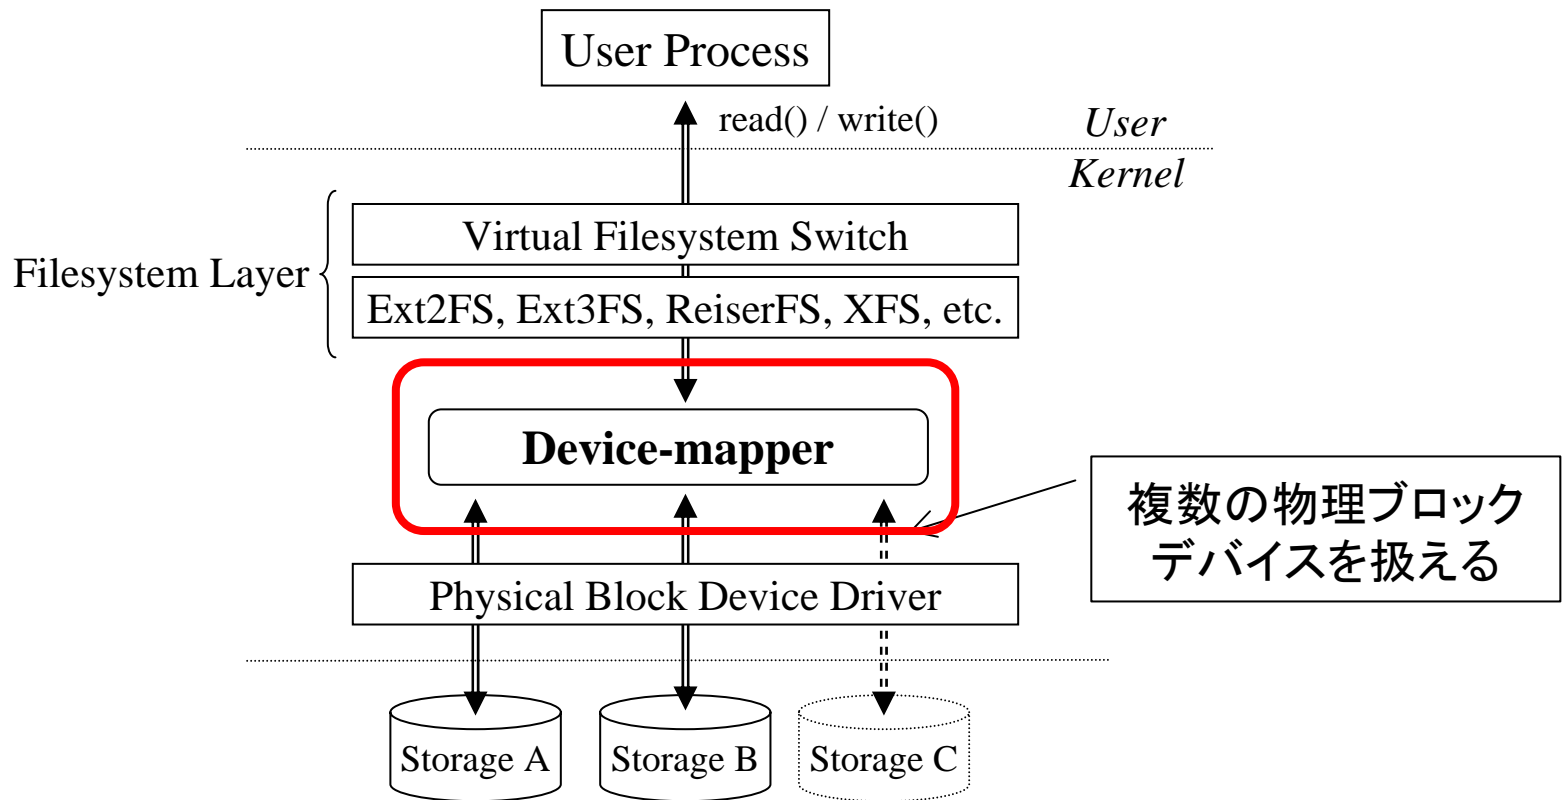 User Process
read() / write()
User
Kernel
Virtual Filesystem Switch
Filesystem Layer
Ext2FS, Ext3FS, ReiserFS, XFS, etc.
Device-mapper
複数の物理ブロック
デバイスを扱える
Physical Block Device Driver
Storage A
Storage B
Storage C